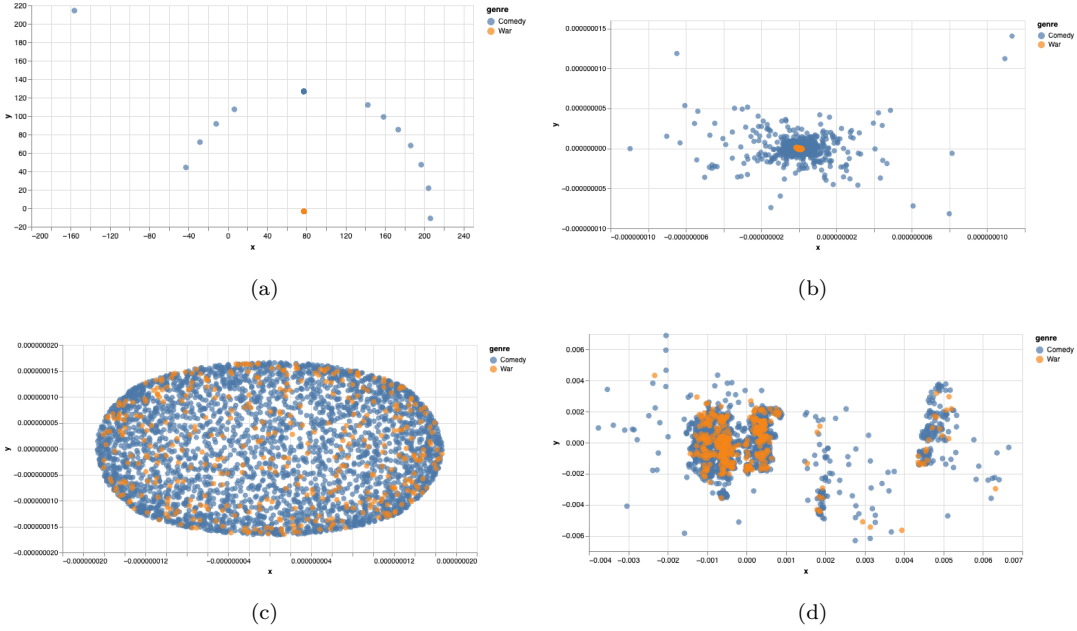 genre
Comedy
War
220
200
180
160
140
120
100
80
60
40
20
0
−20
y
−200 −160 −120 −80 −40 0 40 80 120 160 200 240
x
(a)
genre
Comedy
War
0.000000015
0.000000010
0.000000005
0.000000000
−0.000000005
−0.000000010
y
−0.000000010 −0.000000006 −0.000000002 0.000000002 0.000000006 0.000000010
x
(b)
genre
Comedy
War
0.000000020
0.000000015
0.000000010
0.000000005
0.000000000
−0.000000005
−0.000000010
−0.000000015
−0.000000020
y
−0.000000020 −0.000000012 −0.000000004 0.000000004 0.000000012 0.000000020
x
(c)
genre
Comedy
War
0.006
0.004
0.002
0.000
−0.002
−0.004
−0.006
y
−0.004 −0.003 −0.002 −0.001 0.000 0.001 0.002 0.003 0.004 0.005 0.006 0.007
x
(d)